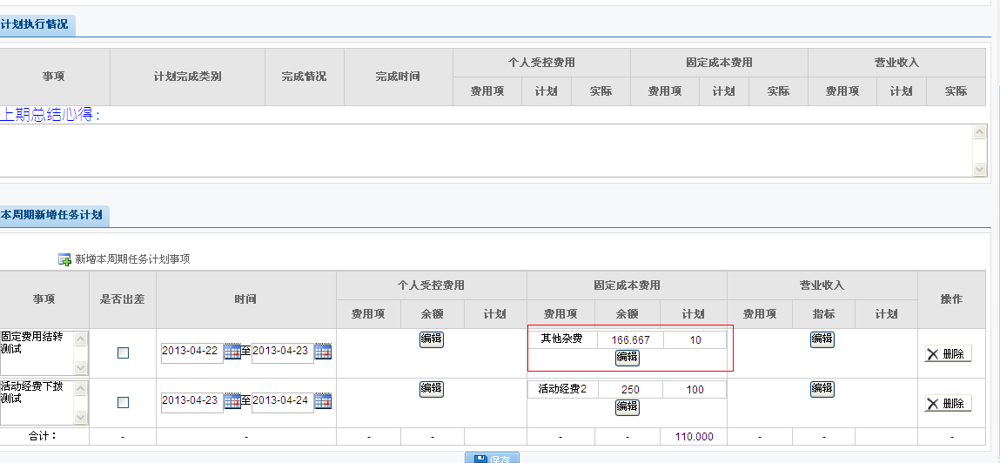 计划执行情况
事项 计划完成类别 完成情况 完成时间 个人受控费用 固定成本费用 营业收入
费用项 计划 实际 费用项 计划 实际 费用项 计划 实际
上期总结心得：
本周期新增任务计划
新增本周期任务计划事项
事项 是否出差 时间 个人受控费用 固定成本费用 营业收入 操作
费用项 余额 计划 费用项 余额 计划 费用项 指标 计划
固定费用结转测试 2013-04-22 至 2013-04-23 编辑 其他杂费 166.667 10 编辑 编辑 删除
活动经费下拨测试 2013-04-23 至 2013-04-24 编辑 活动经费2 250 100 编辑 编辑 删除
合计： - - - - - - 110.000 - - -
保存